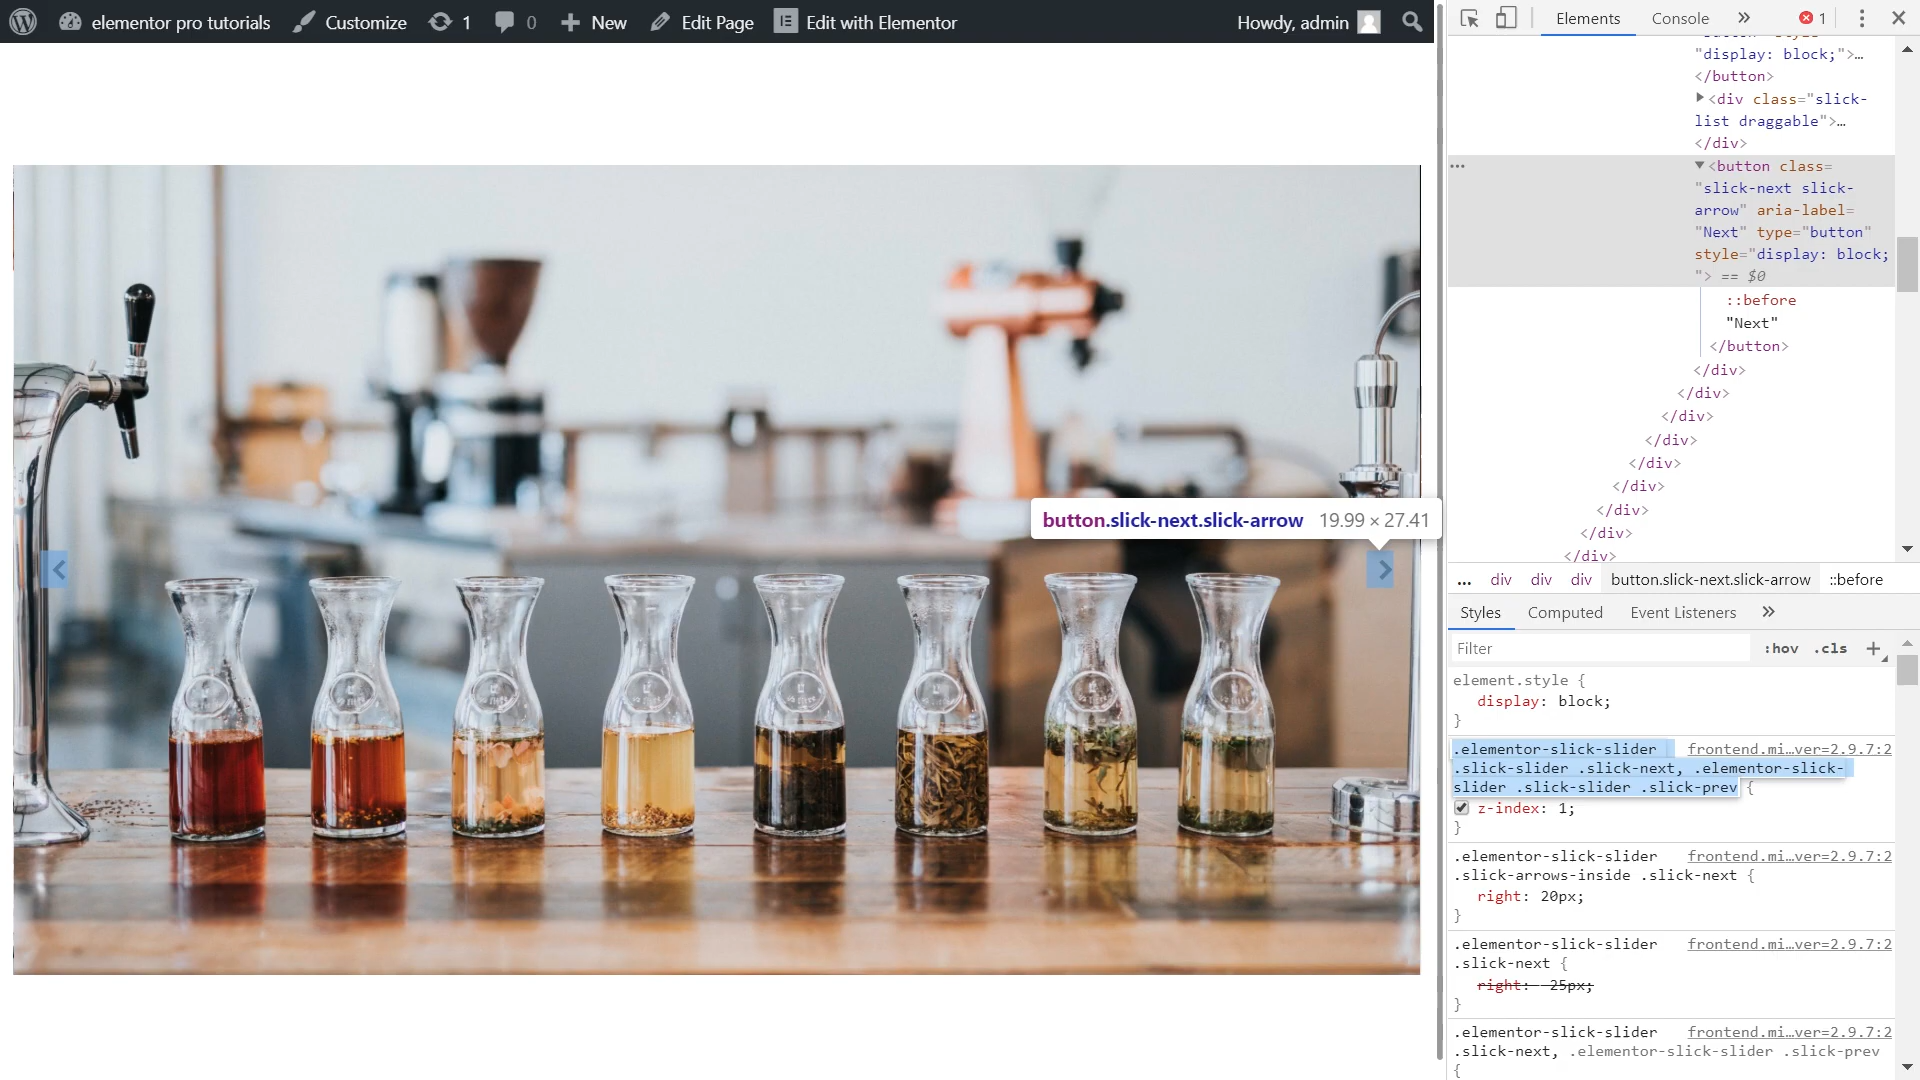 elementor pro tutorials Customize 1 0 New Edit Page Edit with Elementor Howdy, admin
button.slick-next.slick-arrow 19.99 × 27.41
Elements Console » 1
"display: block;">…
</button>
<div class="slick-
list draggable">…
</div>
<button class=
"slick-next slick-
arrow" aria-label=
"Next" type="button"
style="display: block;
"> == $0
::before
"Next"
</button>
</div>
</div>
</div>
</div>
</div>
</div>
</div>
</div>
</div>
... div div div button.slick-next.slick-arrow ::before
Styles Computed Event Listeners »
Filter :hov .cls +
element.style {
display: block;
}
.elementor-slick-slider frontend.mi…ver=2.9.7:2
.slick-slider .slick-next, .elementor-slick-
slider .slick-slider .slick-prev {
z-index: 1;
}
.elementor-slick-slider frontend.mi…ver=2.9.7:2
.slick-arrows-inside .slick-next {
right: 20px;
}
.elementor-slick-slider frontend.mi…ver=2.9.7:2
.slick-next {
right: -25px;
}
.elementor-slick-slider frontend.mi…ver=2.9.7:2
.slick-next, .elementor-slick-slider .slick-prev
{